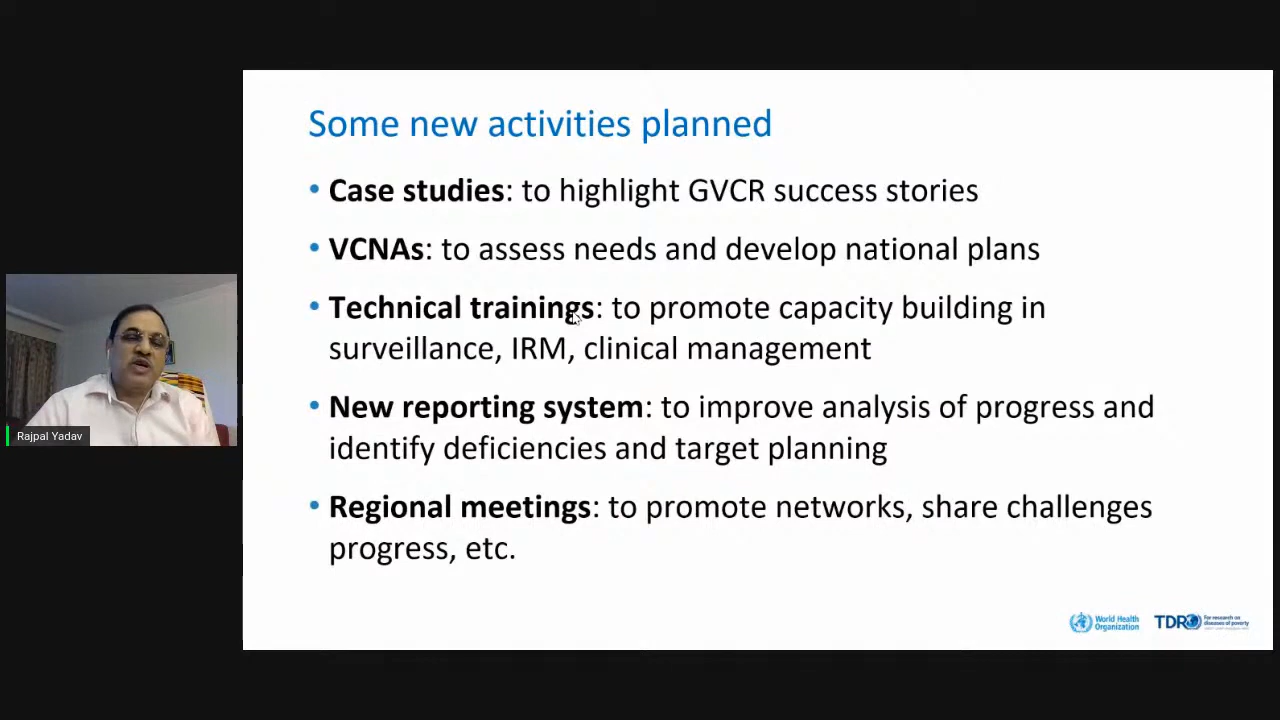 Some new activities planned
• Case studies: to highlight GVCR success stories
• VCNAs: to assess needs and develop national plans
• Technical trainings: to promote capacity building in
surveillance, IRM, clinical management
• New reporting system: to improve analysis of progress and
identify deficiencies and target planning
• Regional meetings: to promote networks, share challenges
progress, etc.
Rajpal Yadav
World Health
Organization
TDR
For research on
diseases of poverty